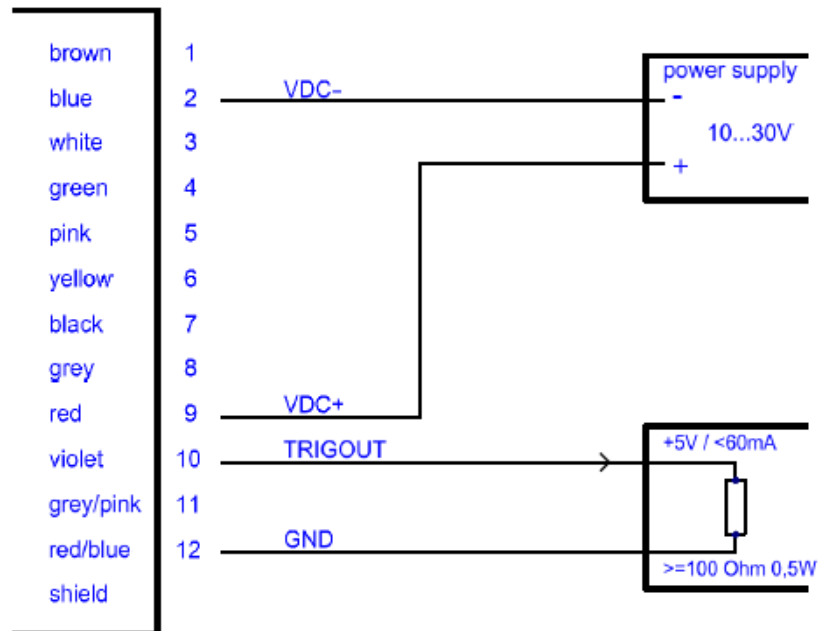 brown 1
blue 2 VDC-
white 3
green 4
pink 5
yellow 6
black 7
grey 8
red 9 VDC+
violet 10 TRIGOUT
grey/pink 11
red/blue 12 GND
shield
power supply
-
10...30V
+
+5V / <60mA
>=100 Ohm 0,5W